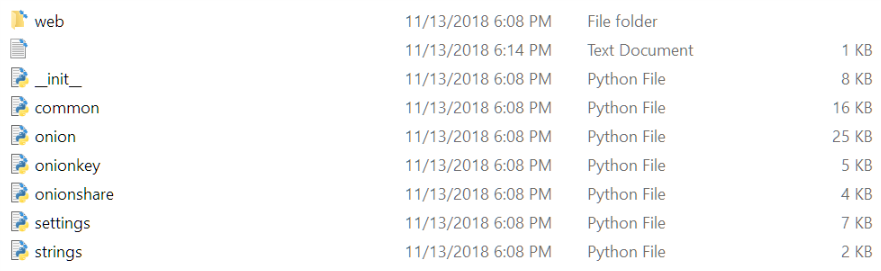 web 11/13/2018 6:08 PM File folder
11/13/2018 6:14 PM Text Document 1 KB
__init__ 11/13/2018 6:08 PM Python File 8 KB
common 11/13/2018 6:08 PM Python File 16 KB
onion 11/13/2018 6:08 PM Python File 25 KB
onionkey 11/13/2018 6:08 PM Python File 5 KB
onionshare 11/13/2018 6:08 PM Python File 4 KB
settings 11/13/2018 6:08 PM Python File 7 KB
strings 11/13/2018 6:08 PM Python File 2 KB